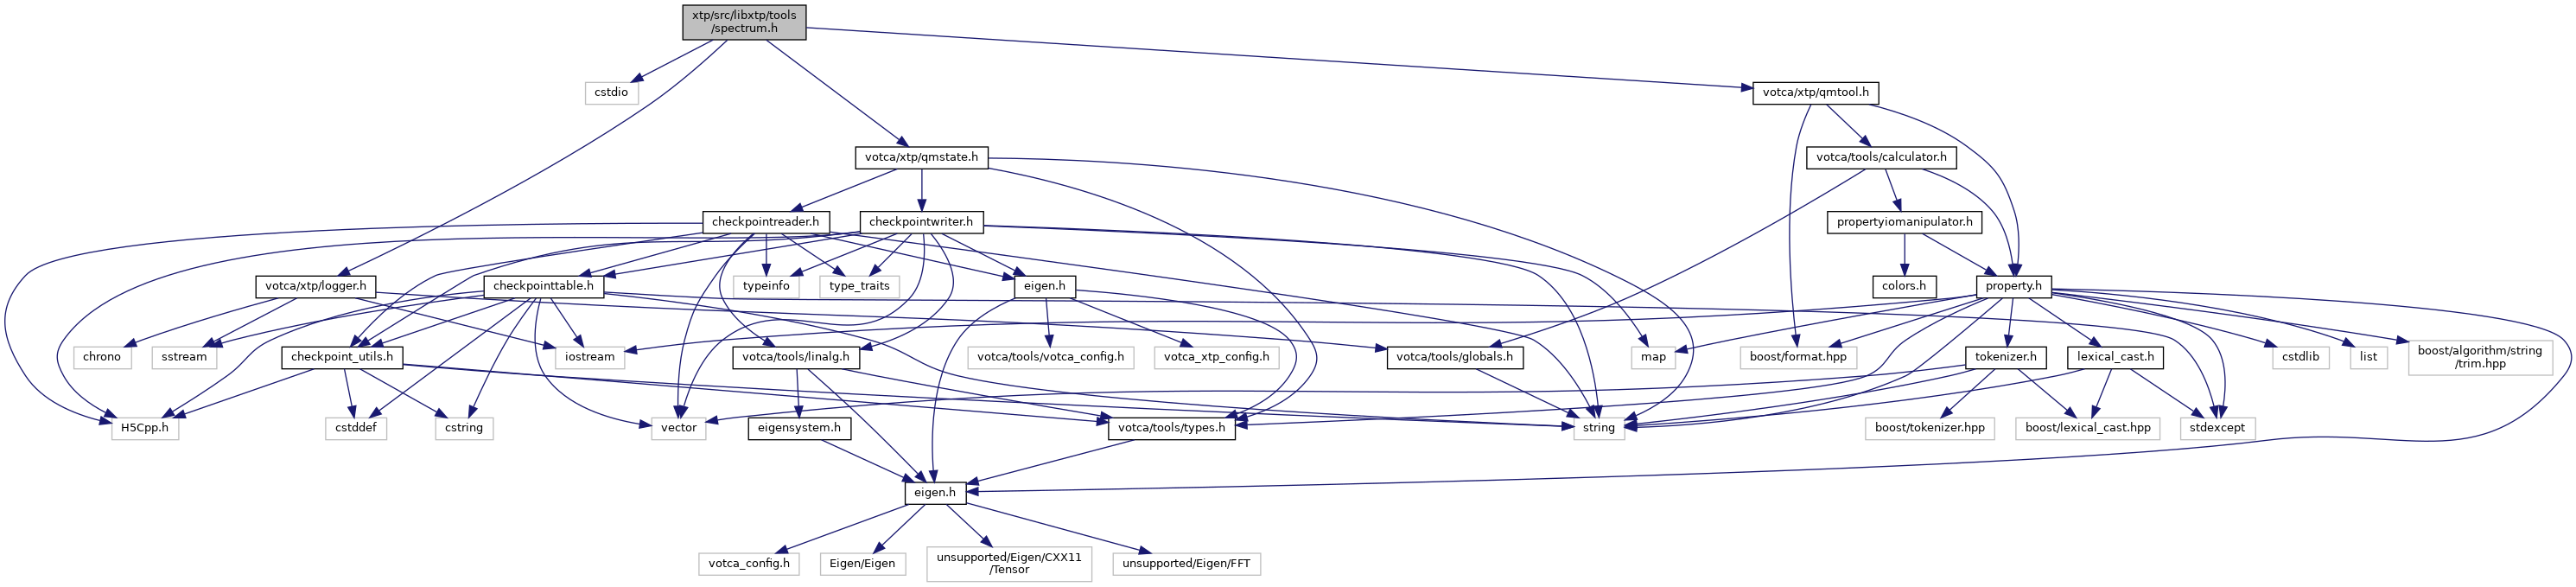 xtp/src/libxtp/tools
/spectrum.h
cstdio
votca/xtp/qmtool.h
votca/xtp/qmstate.h
votca/tools/calculator.h
checkpointreader.h
checkpointwriter.h
propertyiomanipulator.h
votca/xtp/logger.h
checkpointtable.h
typeinfo
type_traits
eigen.h
colors.h
property.h
chrono
sstream
checkpoint_utils.h
iostream
votca/tools/linalg.h
votca/tools/votca_config.h
votca_xtp_config.h
votca/tools/globals.h
map
boost/format.hpp
tokenizer.h
lexical_cast.h
cstdlib
list
boost/algorithm/string
/trim.hpp
H5Cpp.h
cstddef
cstring
vector
eigensystem.h
votca/tools/types.h
string
boost/tokenizer.hpp
boost/lexical_cast.hpp
stdexcept
eigen.h
votca_config.h
Eigen/Eigen
unsupported/Eigen/CXX11
/Tensor
unsupported/Eigen/FFT